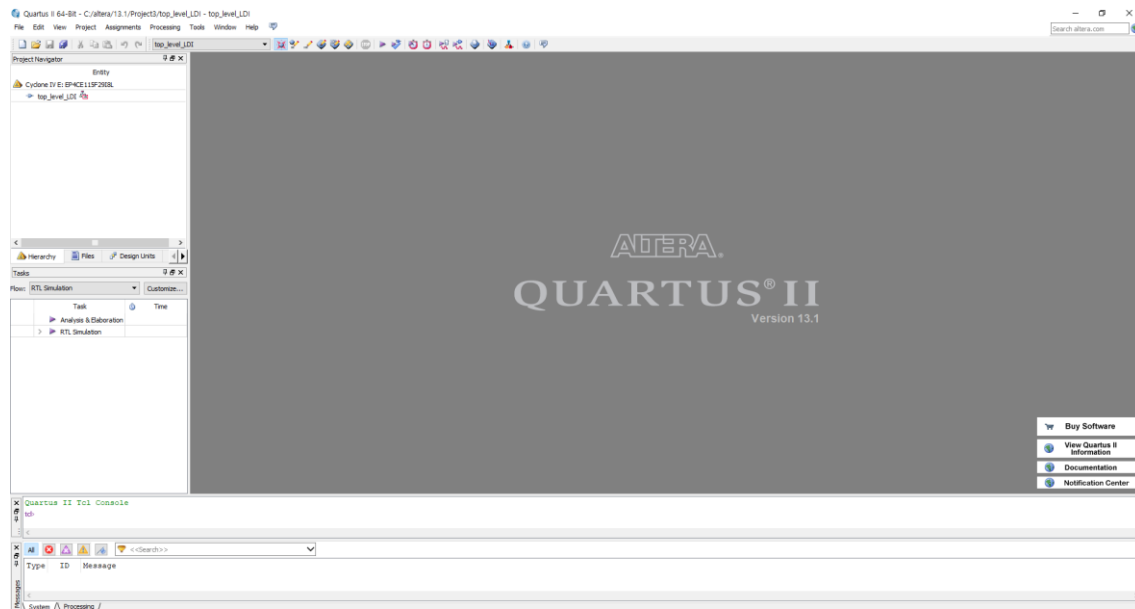 Quartus II 64-Bit - C:/altera/13.1/Project3/top_level_LDI - top_level_LDI
File Edit View Project Assignments Processing Tools Window Help
Search altera.com
top_level_LDI
Project Navigator
Entity
Cyclone IV E: EP4CE115F29I8L
top_level_LDI
Hierarchy Files Design Units
Tasks
Flow: RTL Simulation Customize...
Task Time
Analysis & Elaboration
RTL Simulation
ALTERA.
QUARTUS® II
Version 13.1
Buy Software
View Quartus II
Information
Documentation
Notification Center
Quartus II Tcl Console
tcl>
All <<Search>>
Type ID Message
Messages
System Processing